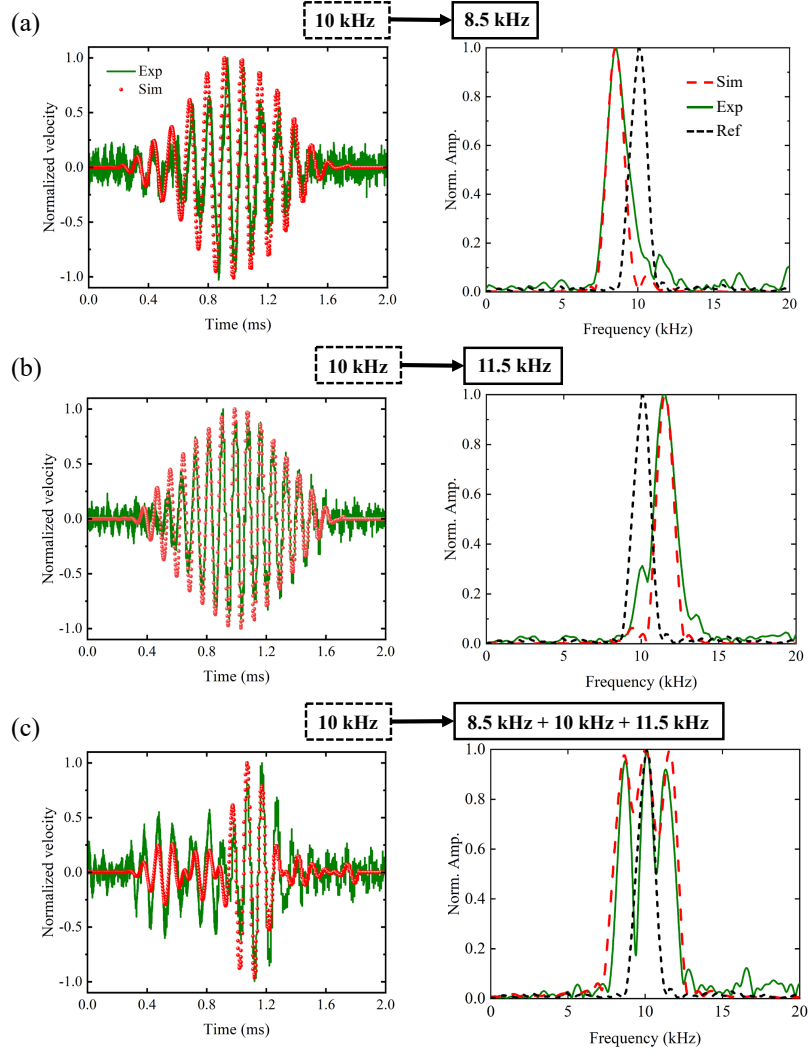 (a)
10 kHz
8.5 kHz
Normalized velocity
1.0
0.5
0.0
-0.5
-1.0
Exp
Sim
0.0 0.4 0.8 1.2 1.6 2.0
Time (ms)
Norm. Amp.
1.0
0.8
0.6
0.4
0.2
0.0
Sim
Exp
Ref
0 5 10 15 20
Frequency (kHz)
(b)
10 kHz
11.5 kHz
Normalized velocity
1.0
0.5
0.0
-0.5
-1.0
0.0 0.4 0.8 1.2 1.6 2.0
Time (ms)
Norm. Amp.
1.0
0.8
0.6
0.4
0.2
0.0
0 5 10 15 20
Frequency (kHz)
(c)
10 kHz
8.5 kHz + 10 kHz + 11.5 kHz
Normalized velocity
1.0
0.5
0.0
-0.5
-1.0
0.0 0.4 0.8 1.2 1.6 2.0
Time (ms)
Norm. Amp.
1.0
0.8
0.6
0.4
0.2
0.0
0 5 10 15 20
Frequency (kHz)